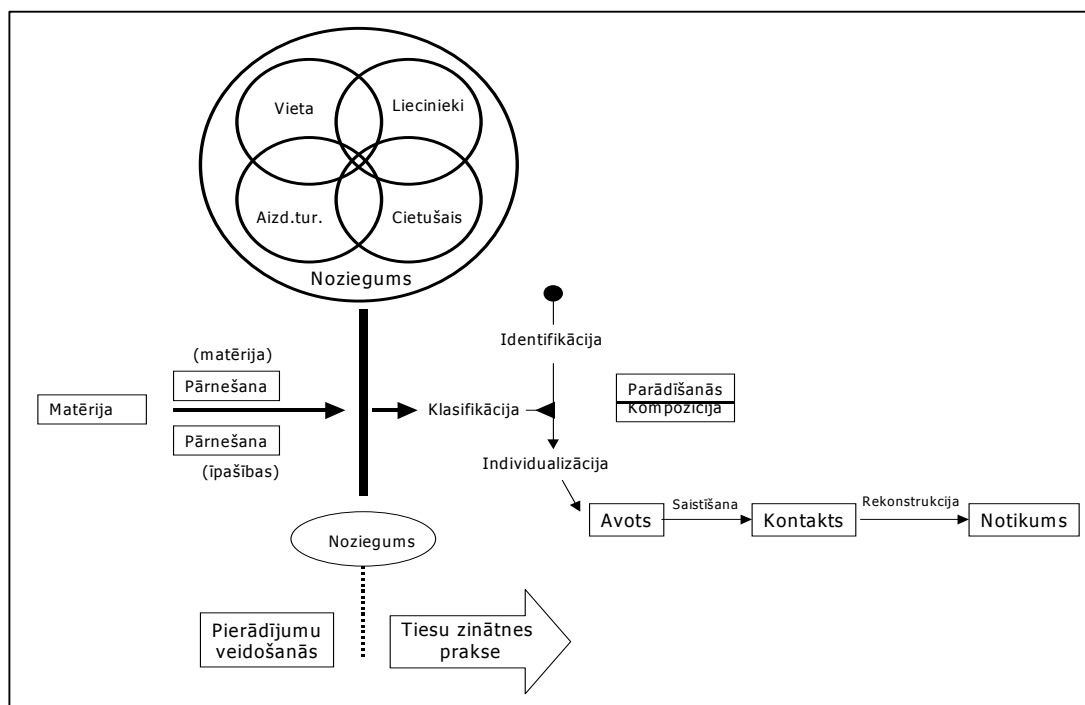 Vieta
Liecinieki
Aizd.tur.
Cietušais
Noziegums
Identifikācija
(matērija)
Pārnešana
Matērija
Klasifikācija
Parādīšanās
Kompozīcija
Pārnešana
(īpašības)
Individualizācija
Avots
Saistīšana
Kontakts
Rekonstrukcija
Notikums
Noziegums
Pierādījumu
veidošanās
Tiesu zinātnes
prakse